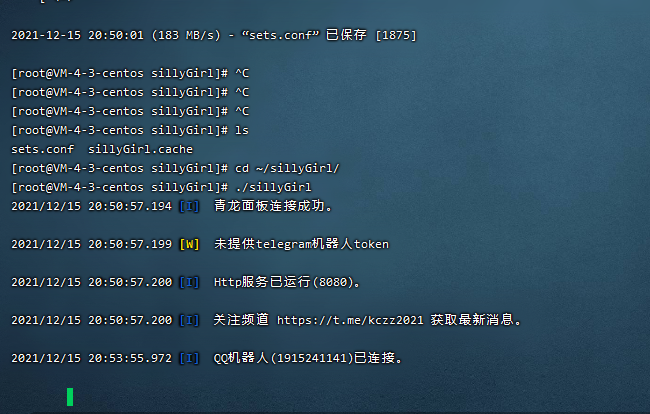 2021-12-15 20:50:01 (183 MB/s) - “sets.conf” 已保存 [1875]
[root@VM-4-3-centos sillyGirl]# ^C
[root@VM-4-3-centos sillyGirl]# ^C
[root@VM-4-3-centos sillyGirl]# ^C
[root@VM-4-3-centos sillyGirl]# ls
sets.conf  sillyGirl.cache
[root@VM-4-3-centos sillyGirl]# cd ~/sillyGirl/
[root@VM-4-3-centos sillyGirl]# ./sillyGirl
2021/12/15 20:50:57.194 [I]  青龙面板连接成功。
2021/12/15 20:50:57.199 [W]  未提供telegram机器人token
2021/12/15 20:50:57.200 [I]  Http服务已运行(8080)。
2021/12/15 20:50:57.200 [I]  关注频道 https://t.me/kczz2021 获取最新消息。
2021/12/15 20:53:55.972 [I]  QQ机器人(1915241141)已连接。